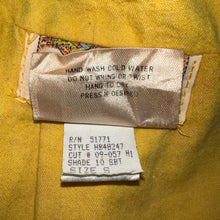 HAND WASH COLD WATER
DO NOT WRING OR TWIST
HAND TO DRY
PRESS IF DESIRED
R/N 51771
STYLE H848247
CUT # 09-057 H1
SHADE 10 SBT
SIZE S